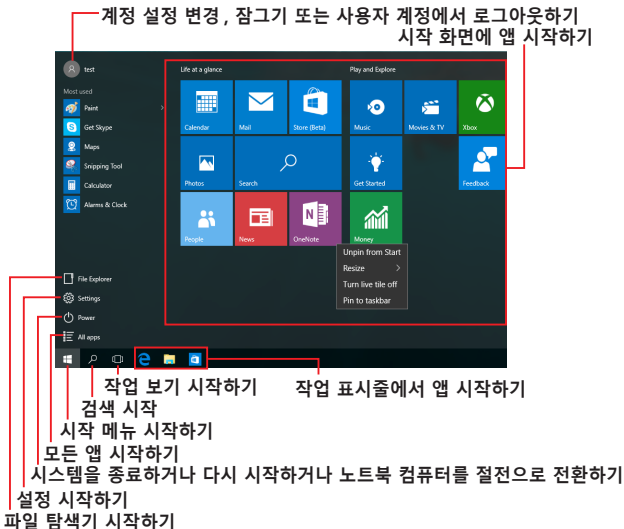 계정 설정 변경, 잠그기 또는 사용자 계정에서 로그아웃하기
시작 화면에 앱 시작하기
test
Life at a glance
Play and Explore
Most used
Paint
Get Skype
Maps
Snipping Tool
Calculator
Alarms & Clock
Calendar
Mail
Store (Beta)
Music
Movies & TV
Xbox
Photos
Search
Get Started
Feedback
People
News
OneNote
Money
Unpin from Start
Resize
Turn live tile off
Pin to taskbar
File Explorer
Settings
Power
All apps
작업 보기 시작하기
작업 표시줄에서 앱 시작하기
검색 시작
시작 메뉴 시작하기
모든 앱 시작하기
시스템을 종료하거나 다시 시작하거나 노트북 컴퓨터를 절전으로 전환하기
설정 시작하기
파일 탐색기 시작하기